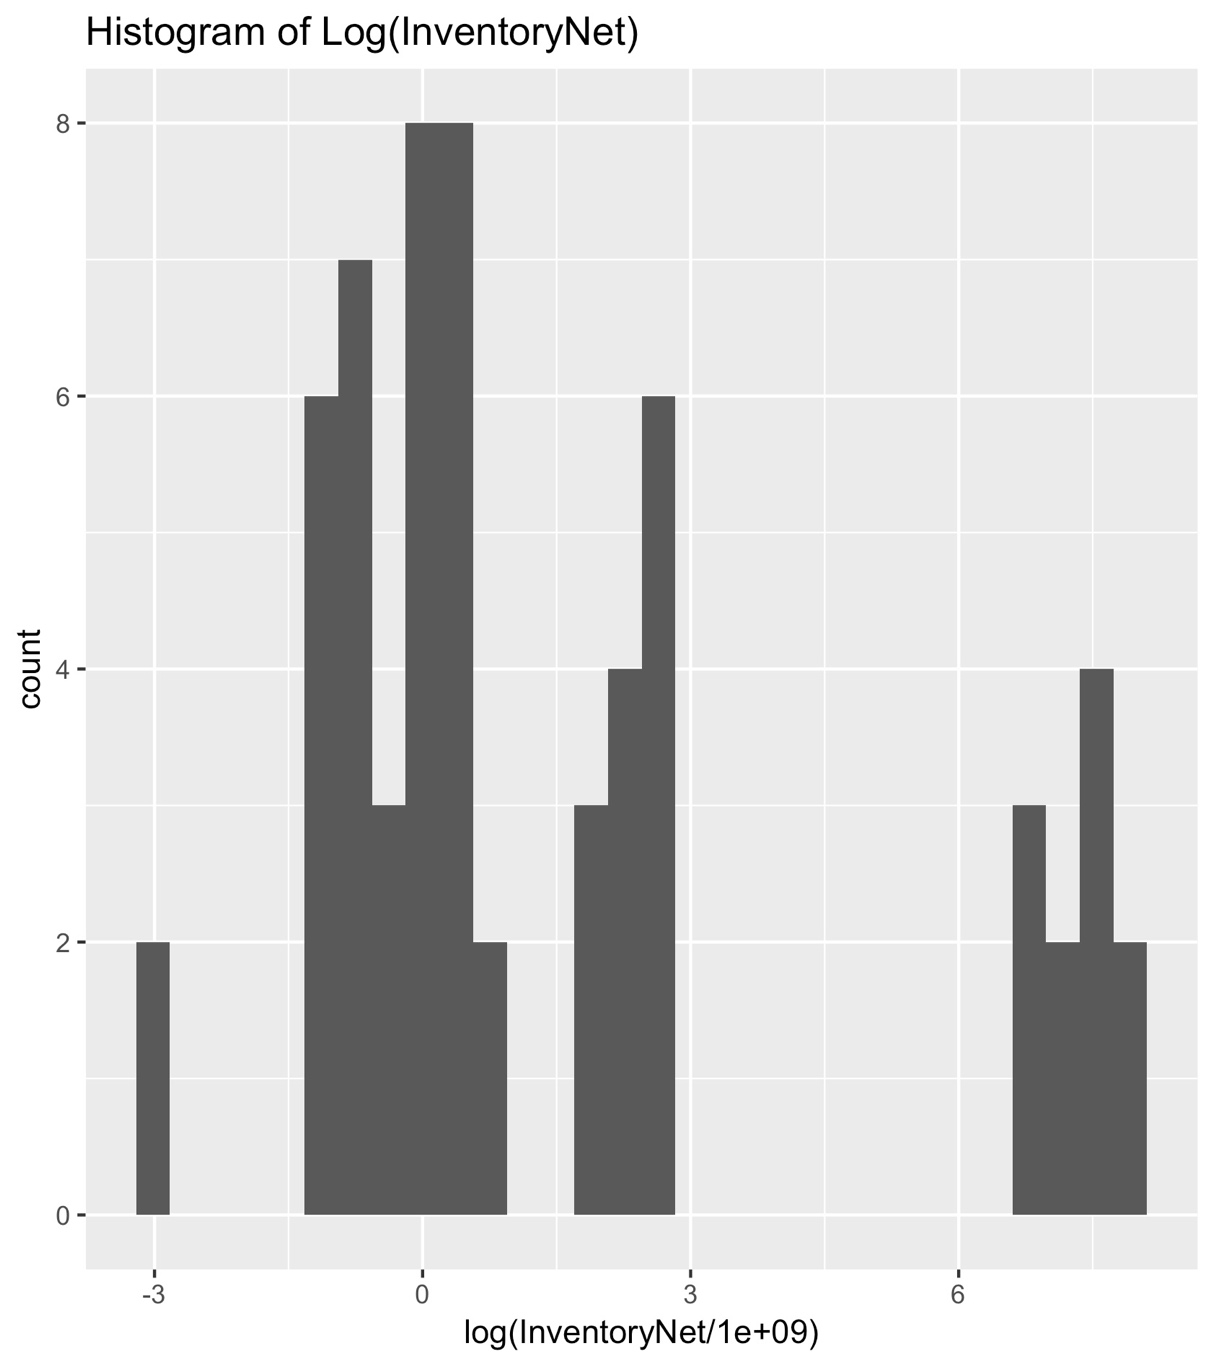 Histogram of Log(InventoryNet)
8
6
4
2
0
count
-3 0 3 6
log(InventoryNet/1e+09)